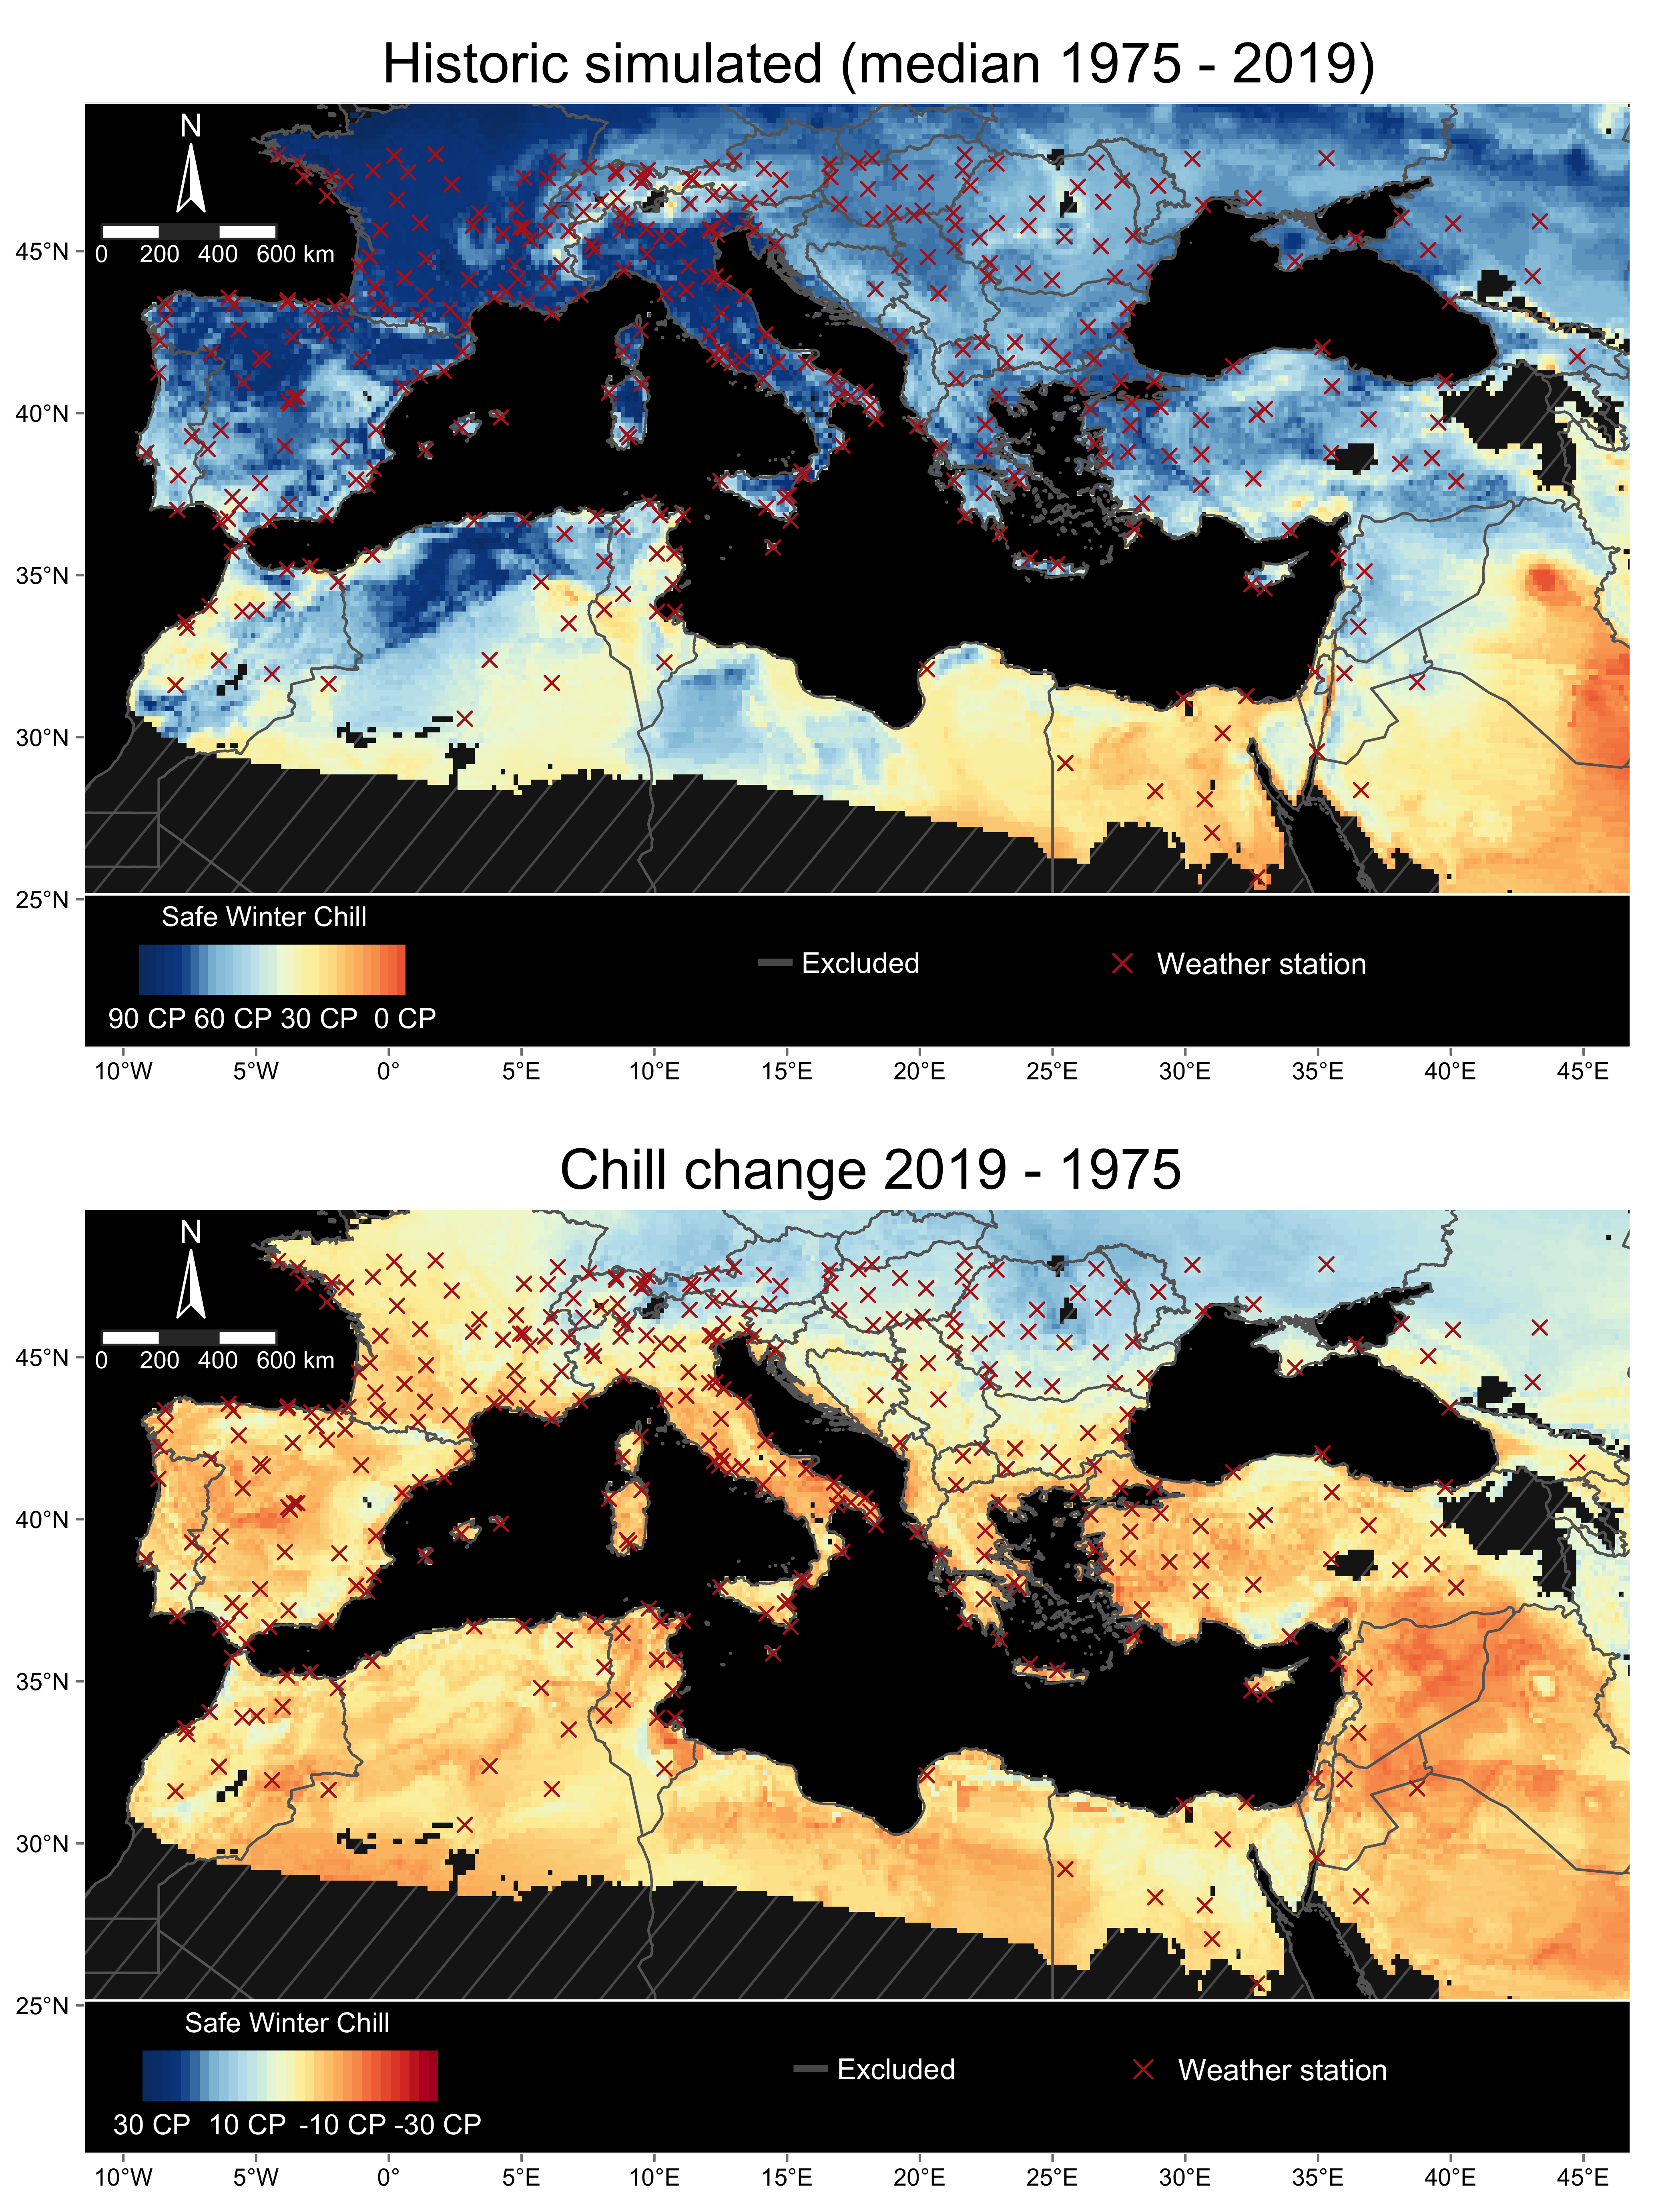 Historic simulated (median 1975 - 2019)
N
0 200 400 600 km
45°N
40°N
35°N
30°N
25°N
Safe Winter Chill
90 CP 60 CP 30 CP 0 CP
Excluded
Weather station
10°W 5°W 0° 5°E 10°E 15°E 20°E 25°E 30°E 35°E 40°E 45°E
Chill change 2019 - 1975
N
0 200 400 600 km
45°N
40°N
35°N
30°N
25°N
Safe Winter Chill
30 CP 10 CP -10 CP -30 CP
Excluded
Weather station
10°W 5°W 0° 5°E 10°E 15°E 20°E 25°E 30°E 35°E 40°E 45°E